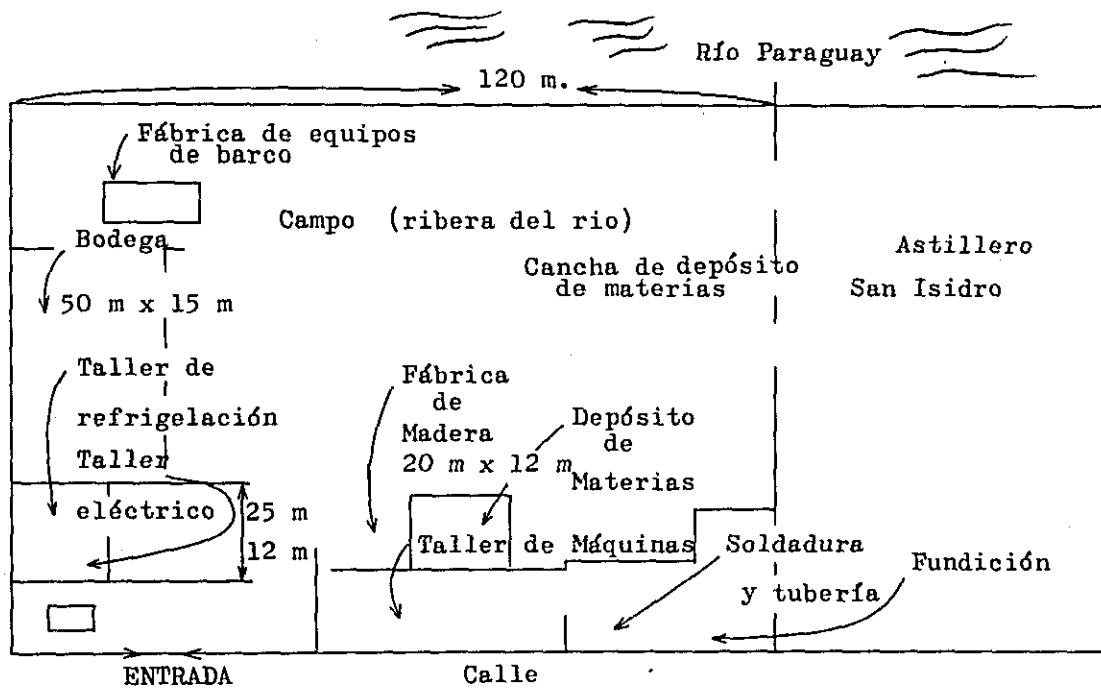 Río Paraguay
120 m.
Fábrica de equipos
de barco
Campo (ribera del rio)
Bodega
50 m x 15 m
Cancha de depósito
de materias
Astillero
San Isidro
Taller de
refrigelación
Taller
eléctrico
25 m
12 m
Fábrica
de
Madera
20 m x 12 m
Depósito
de
Materias
Taller de Máquinas
Soldadura
y tubería
Fundición
ENTRADA
Calle